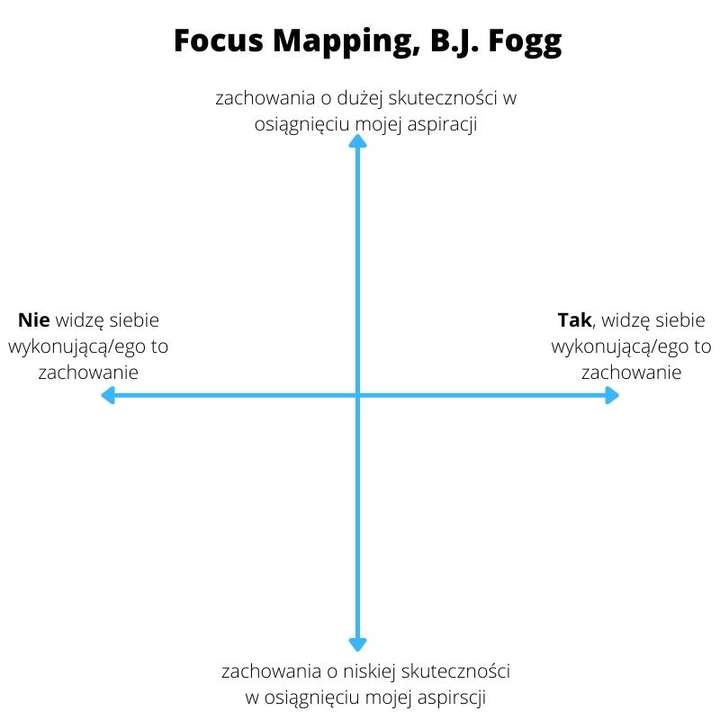 Focus Mapping, B.J. Fogg
zachowania o dużej skuteczności w
osiągnięciu mojej aspiracji
Nie widzę siebie
wykonującą/ego to
zachowanie
Tak, widzę siebie
wykonującą/ego to
zachowanie
zachowania o niskiej skuteczności
w osiągnięciu mojej aspirscji